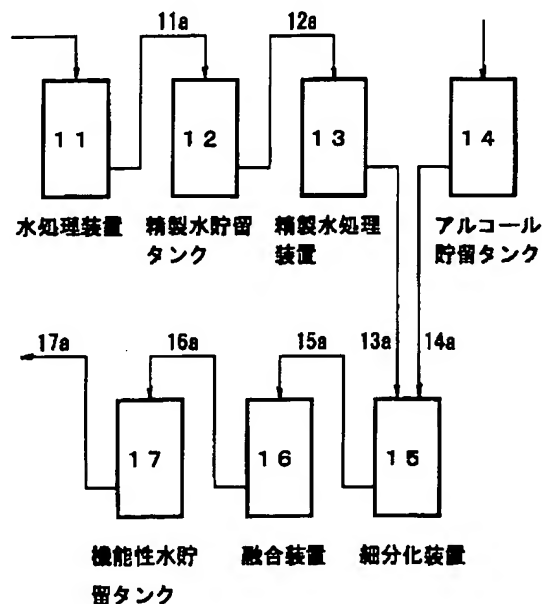 11a
12a
11
12
13
14
水処理装置
精製水貯留
タンク
精製水処理
装置
アルコール
貯留タンク
17a
16a
15a
13a
14a
17
16
15
機能性水貯
留タンク
融合装置
細分化装置